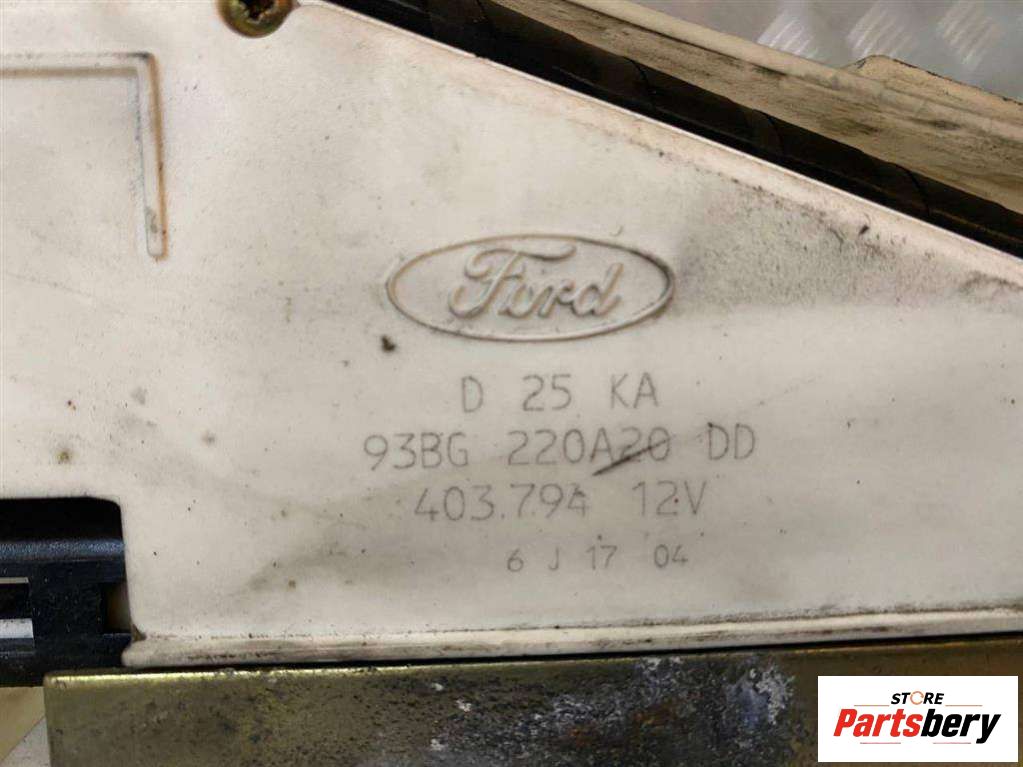 Ford
D 25 KA
93BG 220A20 DD
403.794 12V
6 J 17 04
STORE
Partsbery